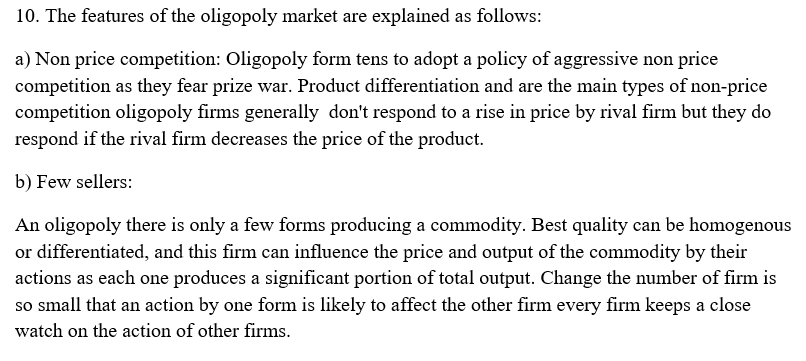 10. The features of the oligopoly market are explained as follows:
a) Non price competition: Oligopoly form tens to adopt a policy of aggressive non price
competition as they fear prize war. Product differentiation and are the main types of non-price
competition oligopoly firms generally  don't respond to a rise in price by rival firm but they do
respond if the rival firm decreases the price of the product.
b) Few sellers:
An oligopoly there is only a few forms producing a commodity. Best quality can be homogenous
or differentiated, and this firm can influence the price and output of the commodity by their
actions as each one produces a significant portion of total output. Change the number of firm is
so small that an action by one form is likely to affect the other firm every firm keeps a close
watch on the action of other firms.